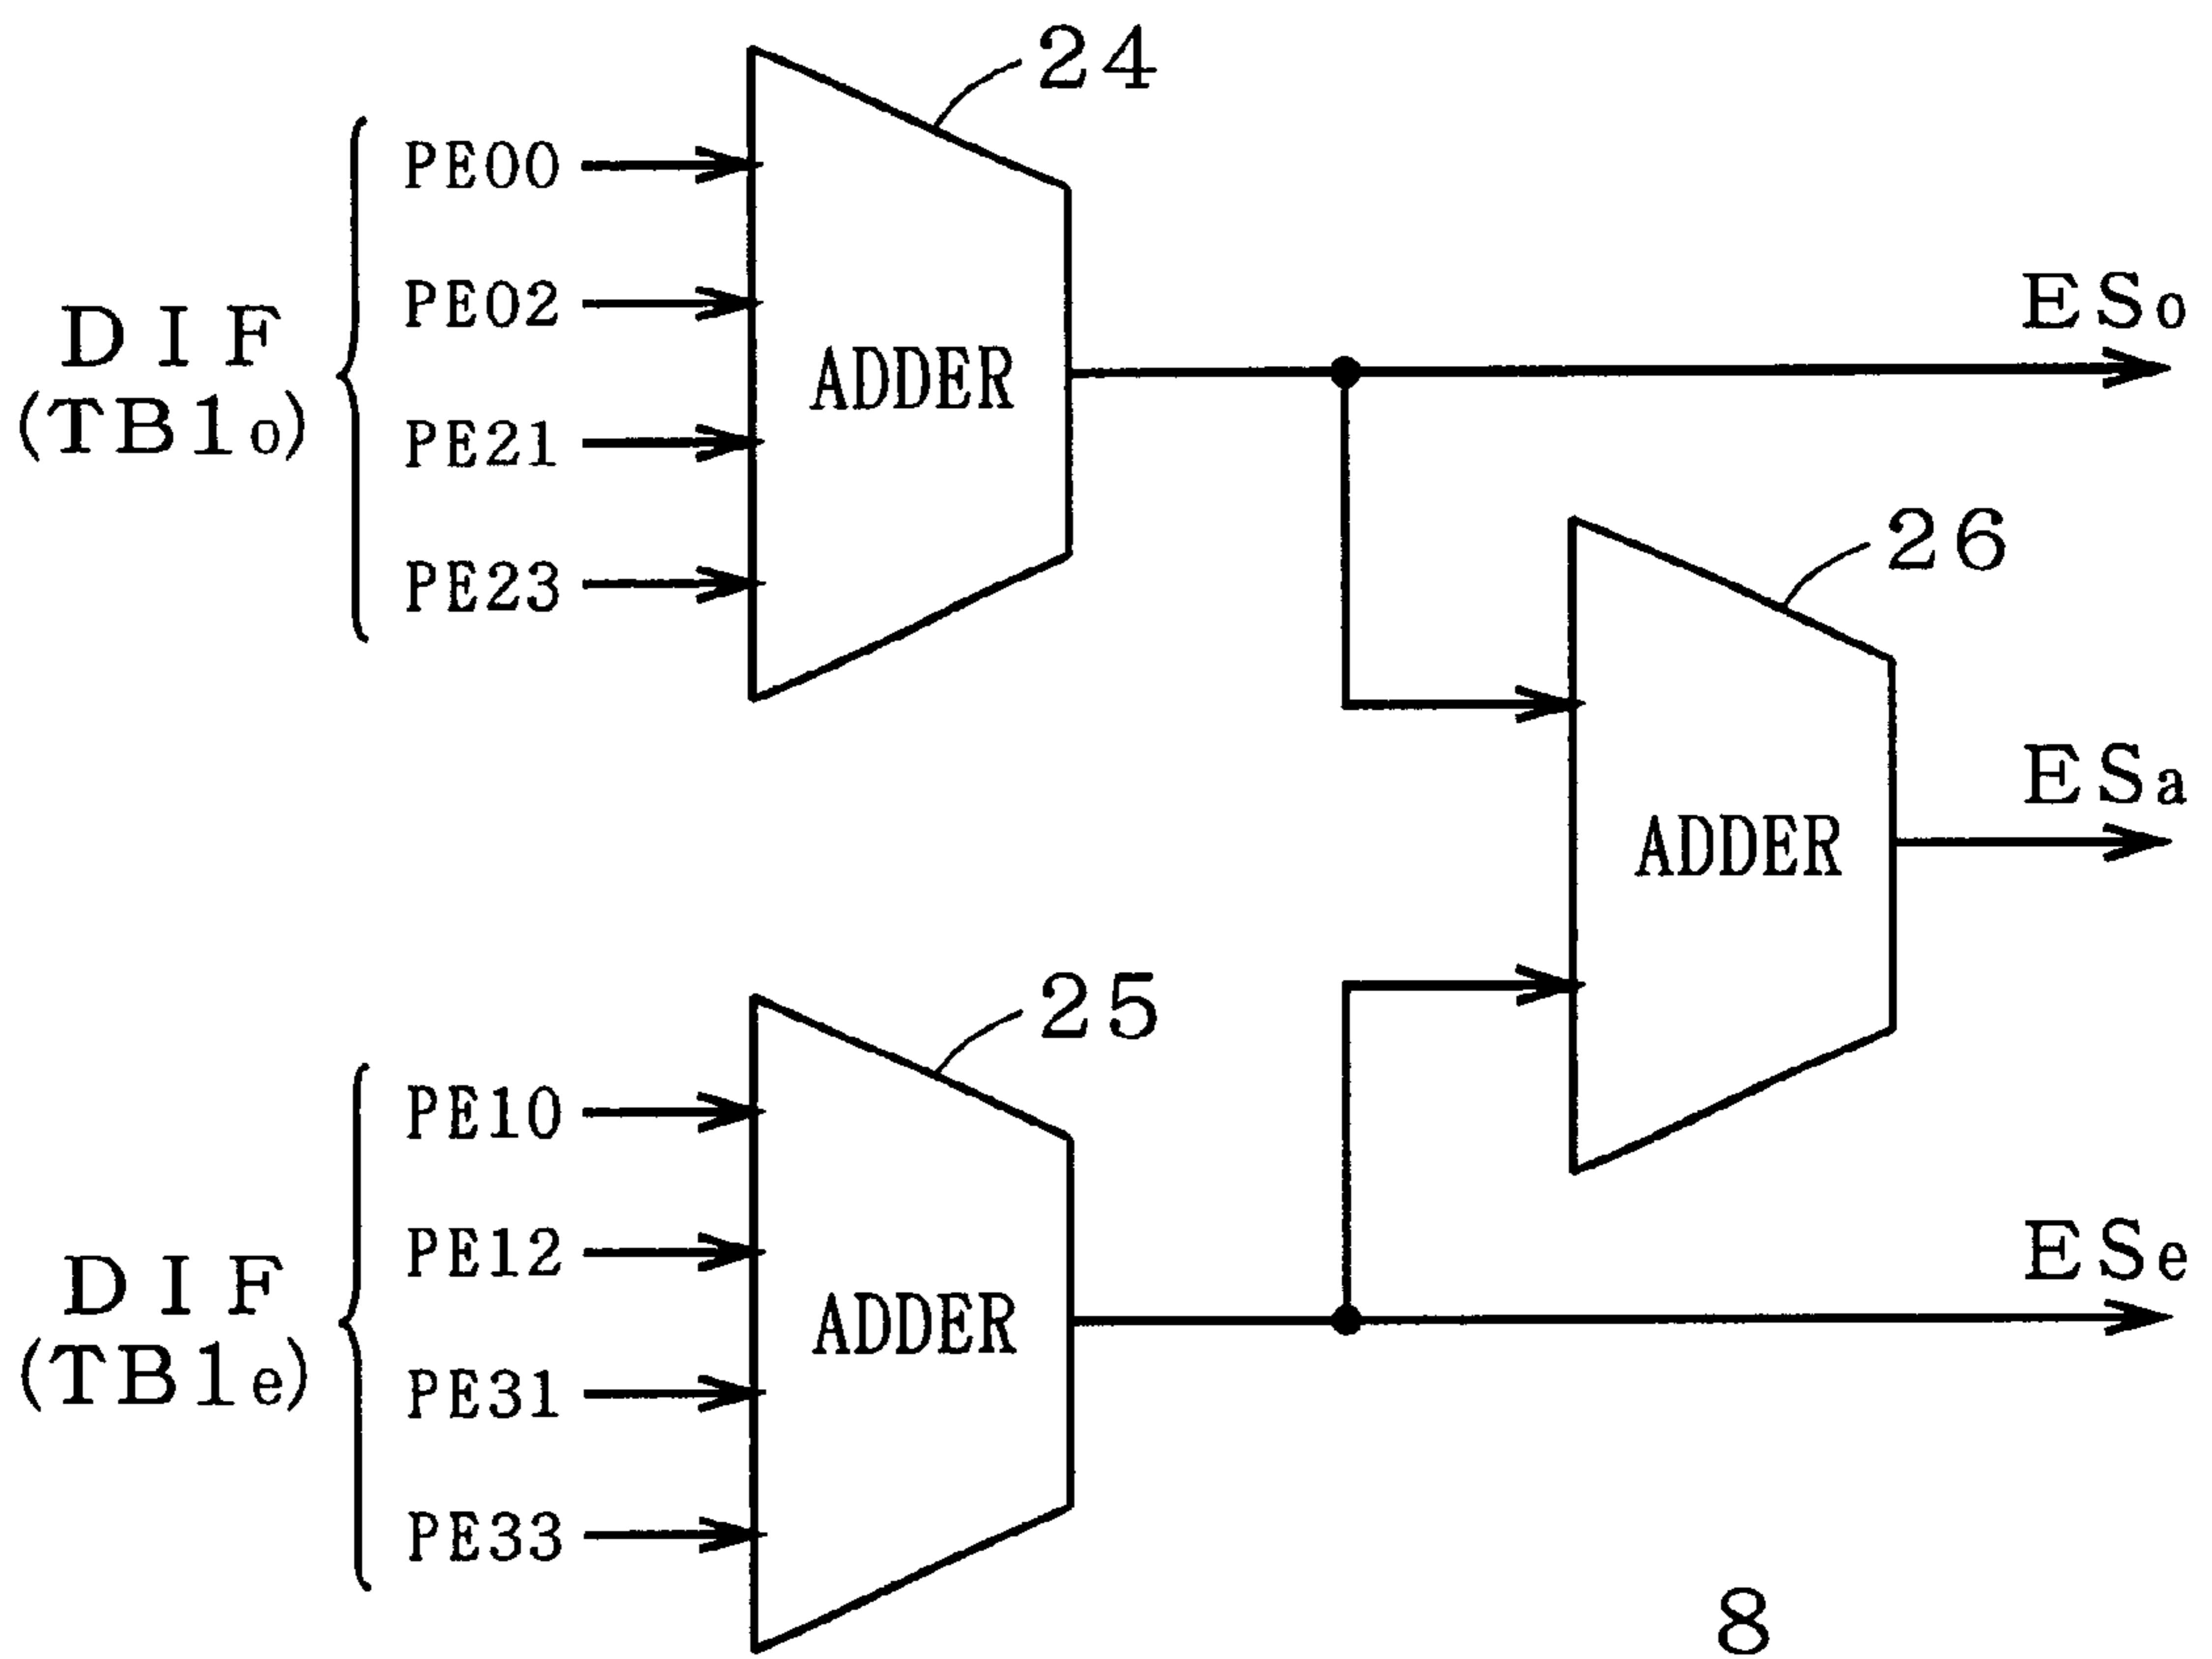 24
PE00
PE02
DIF
(TB1o)
ADDER
ESo
PE21
PE23
26
ESa
ADDER
25
PE10
PE12
DIF
(TB1e)
ADDER
ESe
PE31
PE33
8